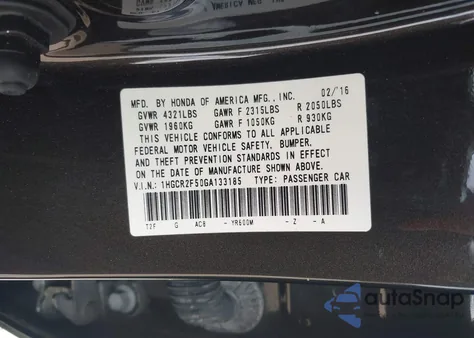 MFD. BY HONDA OF AMERICA MFG., INC. 02/16
GVWR 4321LBS GAWR F 2315LBS R 2050LBS
GVWR 1960KG GAWR F 1050KG R 930KG
THIS VEHICLE CONFORMS TO ALL APPLICABLE
FEDERAL MOTOR VEHICLE SAFETY, BUMPER,
AND THEFT PREVENTION STANDARDS IN EFFECT
ON THE DATE OF MANUFACTURE SHOWN ABOVE.
V.I.N.: 1HGCR2F50GA133185 TYPE: PASSENGER CAR
T2F G AC8 -YR600M -Z -A
autoSnap